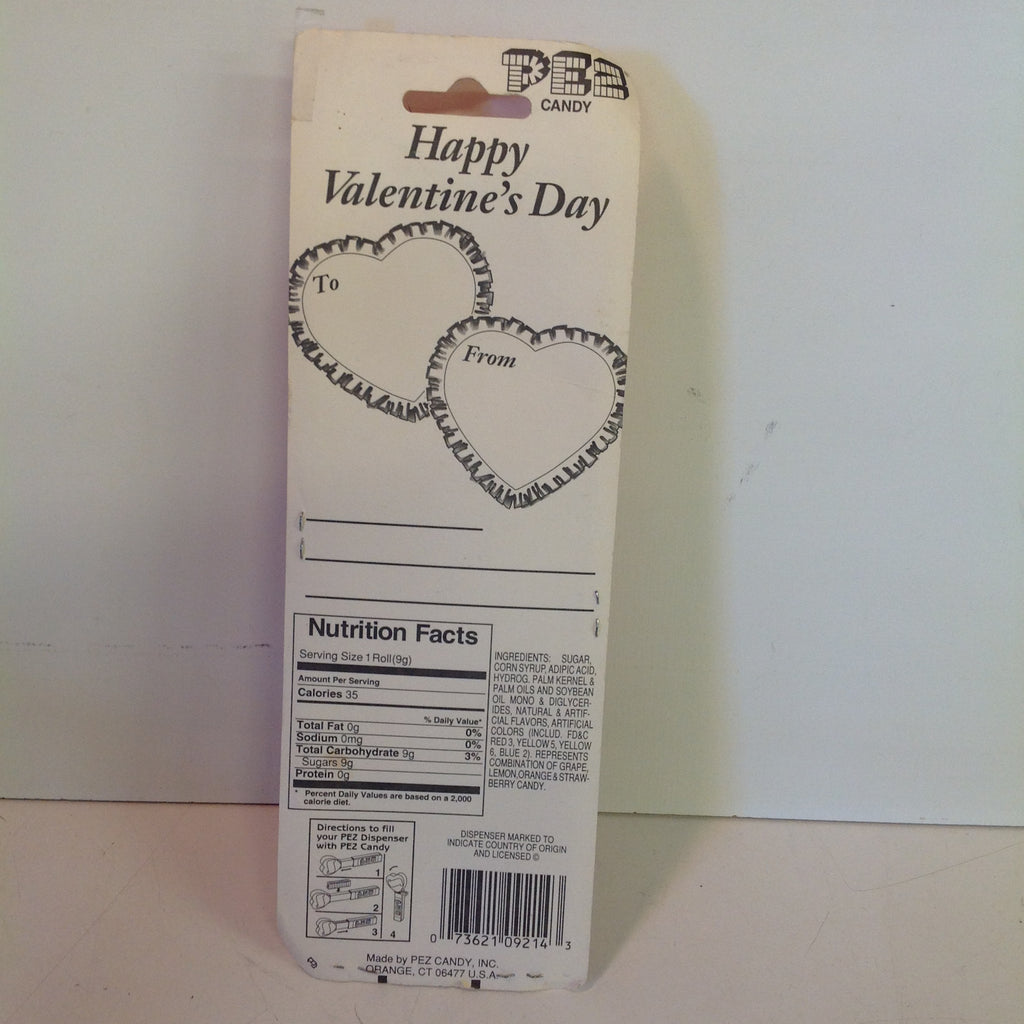 PEZ
CANDY
Happy
Valentine's Day
To
From
Nutrition Facts
Serving Size 1 Roll (9g)
Amount Per Serving
Calories 35
% Daily Value*
Total Fat 0g 0%
Sodium 0mg 0%
Total Carbohydrate 9g 3%
Sugars 9g
Protein 0g
* Percent Daily Values are based on a 2,000
calorie diet.
INGREDIENTS: SUGAR,
CORN SYRUP, ADIPIC ACID,
HYDROG. PALM KERNEL &
PALM OILS AND SOYBEAN
OIL MONO & DIGLYCER-
IDES, NATURAL & ARTIF-
CIAL FLAVORS, ARTIFICIAL
COLORS (INCLUD. FD&C
RED 3, YELLOW 5, YELLOW
6, BLUE 2). REPRESENTS
COMBINATION OF GRAPE,
LEMON, ORANGE & STRAW-
BERRY CANDY.
Directions to fill
your PEZ Dispenser
with PEZ Candy
1
2
3
4
DISPENSER MARKED TO
INDICATE COUNTRY OF ORIGIN
AND LICENSED ©
0 73621 09214 3
Made by PEZ CANDY, INC.
ORANGE, CT 06477 U.S.A.